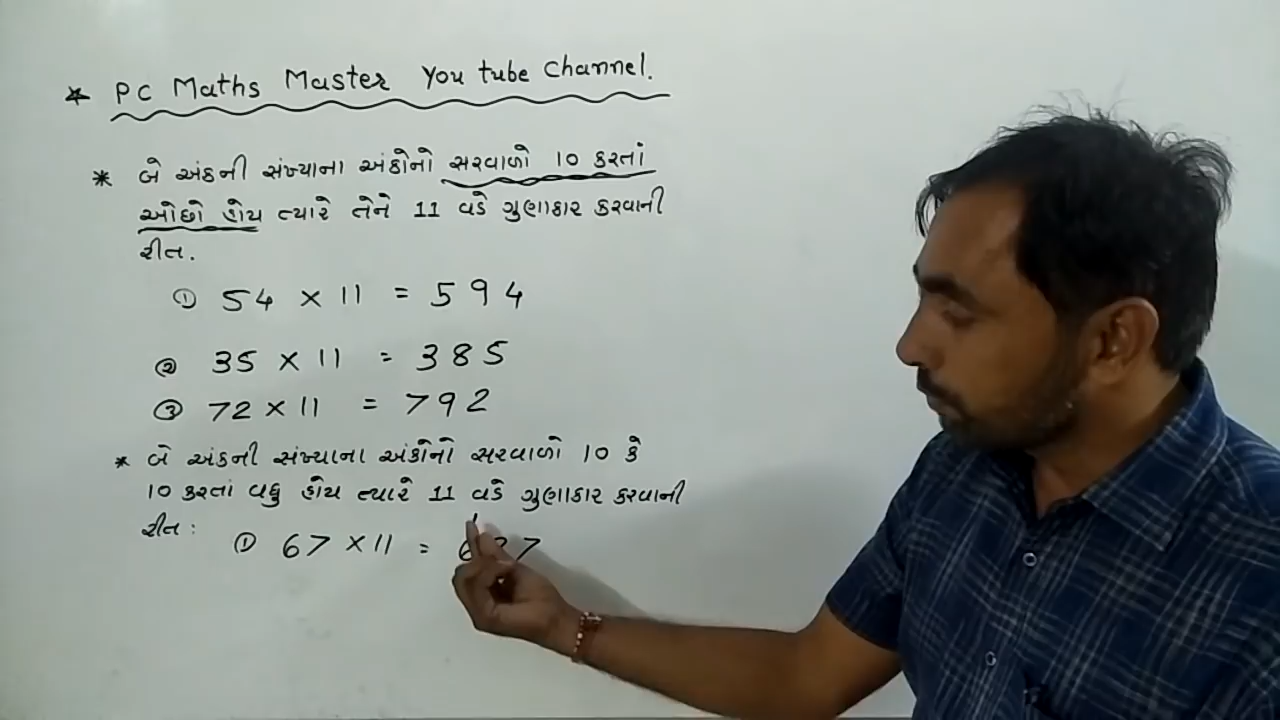 * PC Maths Master You tube Channel.
* બે અંકની સંખ્યાના અંકોનો સરવાળો 10 કરતાં
ઓછો હોય ત્યારે તેને 11 વડે ગુણાકાર કરવાની
રીત.
① 54 × 11 = 594
② 35 × 11 = 385
③ 72 × 11 = 792
* બે અંકની સંખ્યાના અંકોનો સરવાળો 10 કે
10 કરતાં વધુ હોય ત્યારે 11 વડે ગુણાકાર કરવાની
રીત:
① 67 × 11 = 637